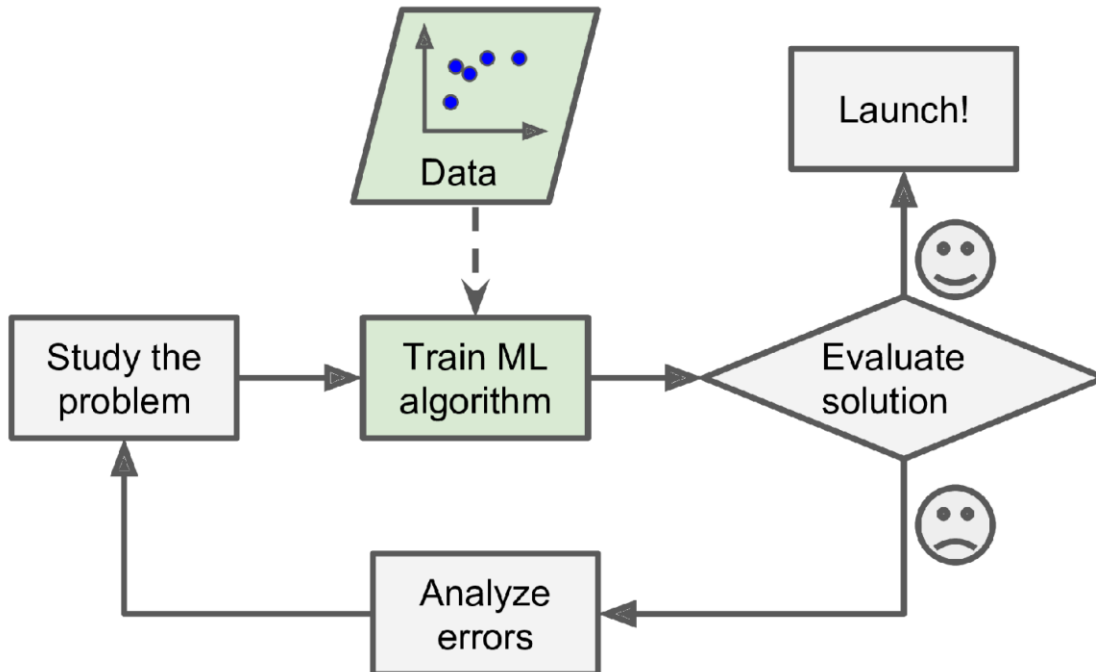 Data
Launch!
Study the
problem
Train ML
algorithm
Evaluate
solution
Analyze
errors